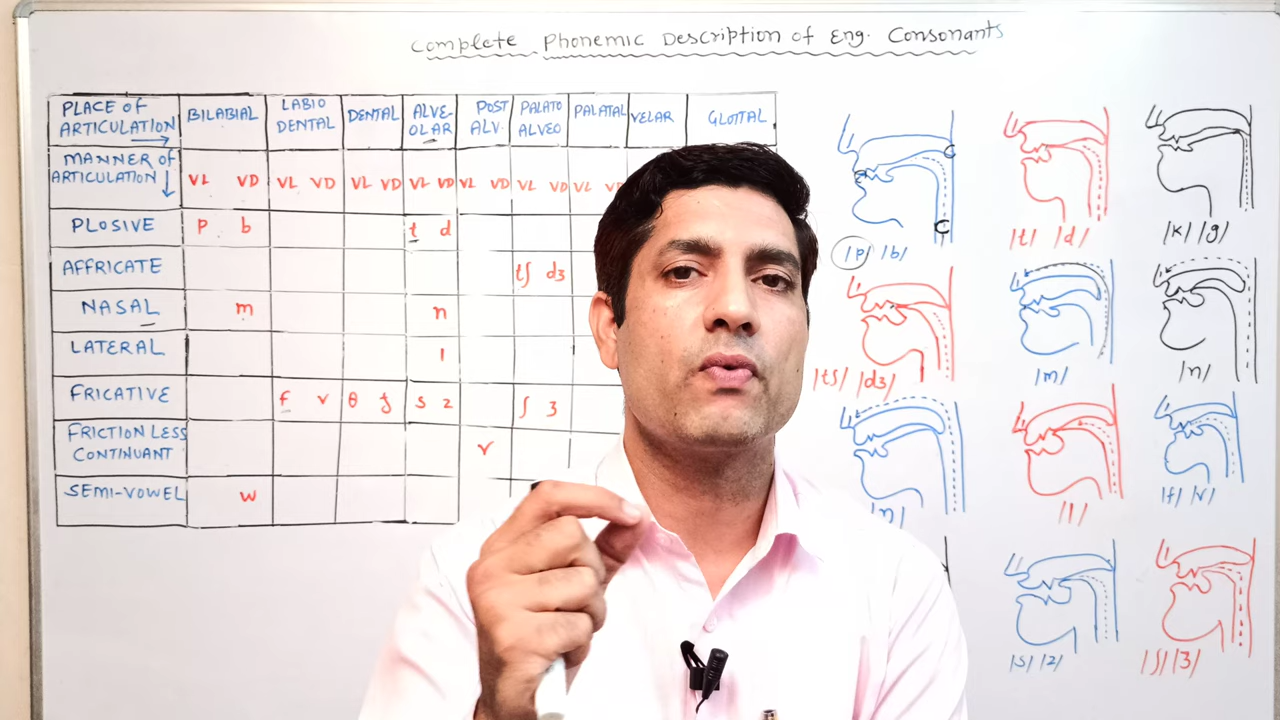 Complete Phonemic Description of Eng. Consonants
PLACE OF ARTICULATION → BILABIAL LABIO DENTAL DENTAL ALVE-OLAR POST ALV. PALATO ALVEO PALATAL VELAR GLOTTAL
MANNER OF ARTICULATION ↓ VL VD VL VD VL VD VL VD VL VD VL VD VL
PLOSIVE p b t d
AFFRICATE tʃ dʒ
NASAL m n
LATERAL l
FRICATIVE f v θ ð s z ʃ ʒ
FRICTION LESS CONTINUANT r
SEMI-VOWEL w
/p/ /b/
/t/ /d/
/k/ /g/
/tʃ/ /dʒ/
/m/
/n/
/l/
/f/ /v/
/s/ /z/
/ʃ/ /ʒ/